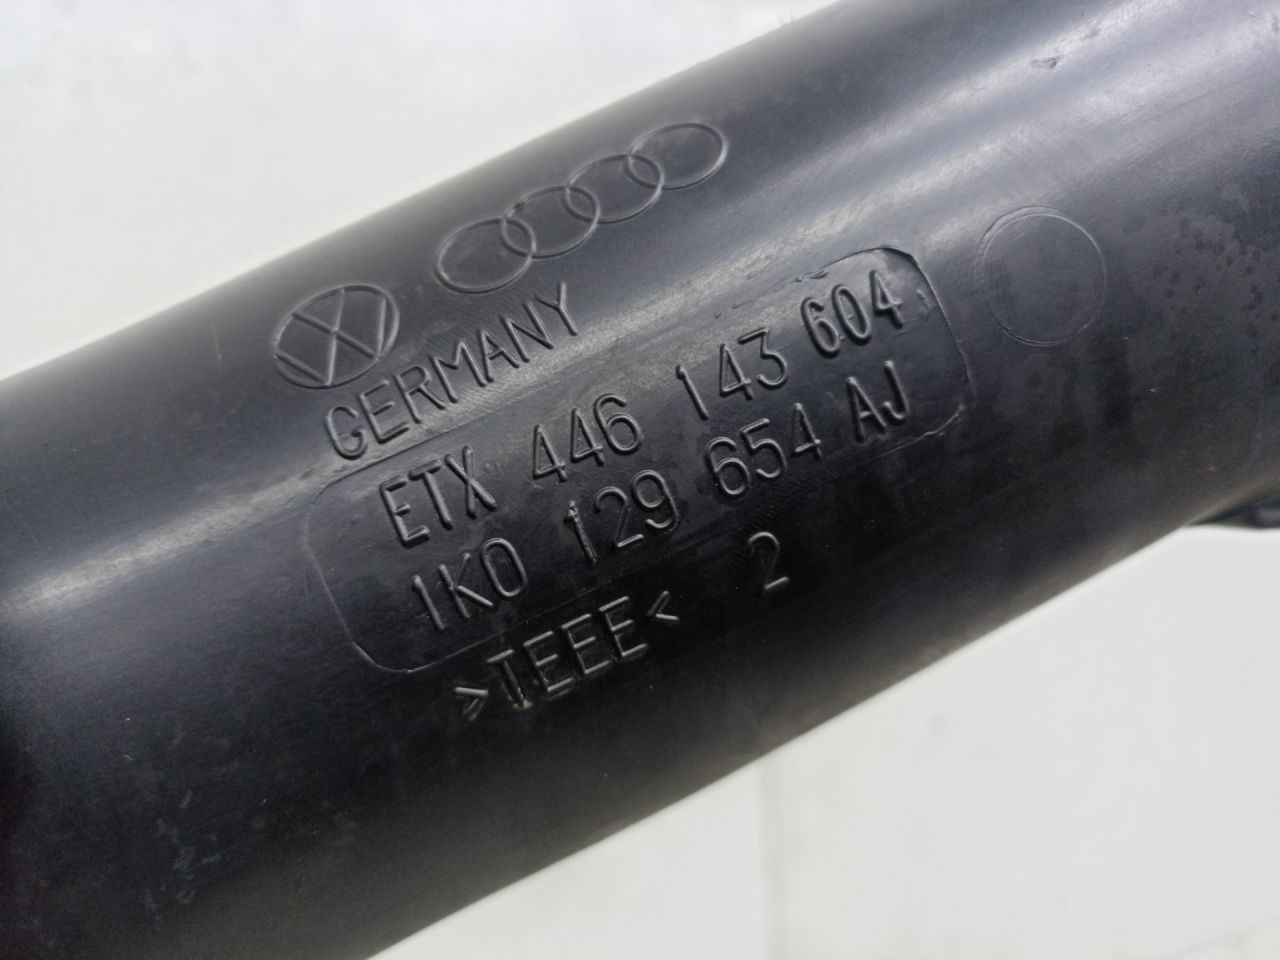 GERMANY
ETX 446 143 604
1K0 129 654 AJ
>TEEE< 2